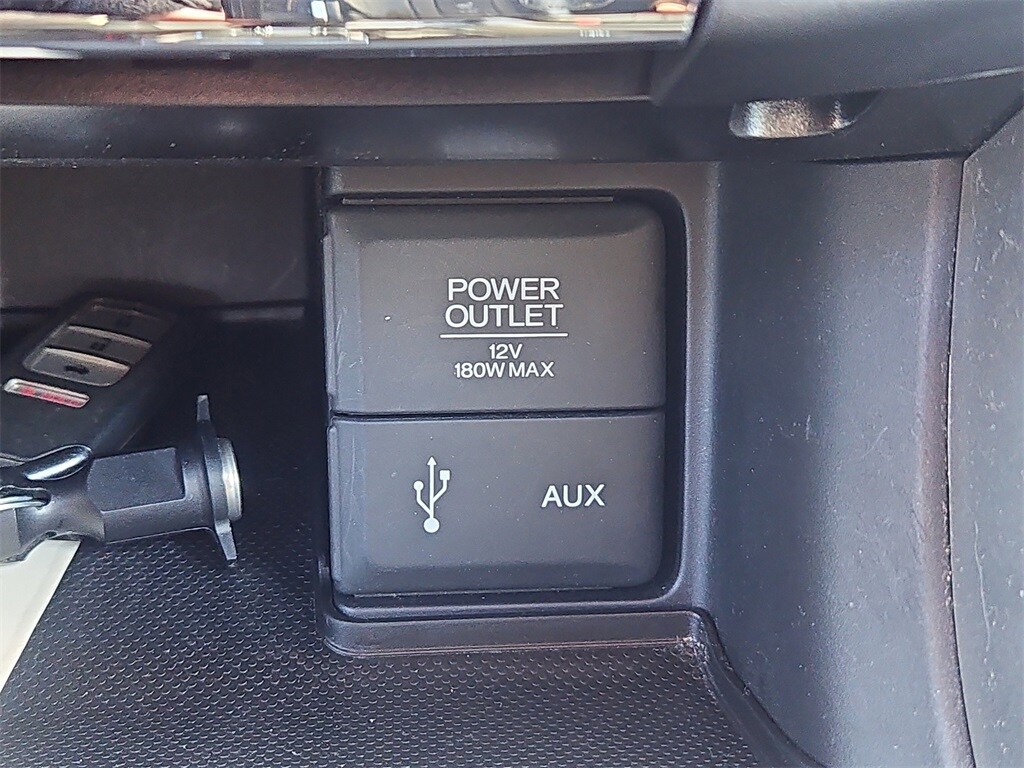 POWER
OUTLET
12V
180W MAX
AUX